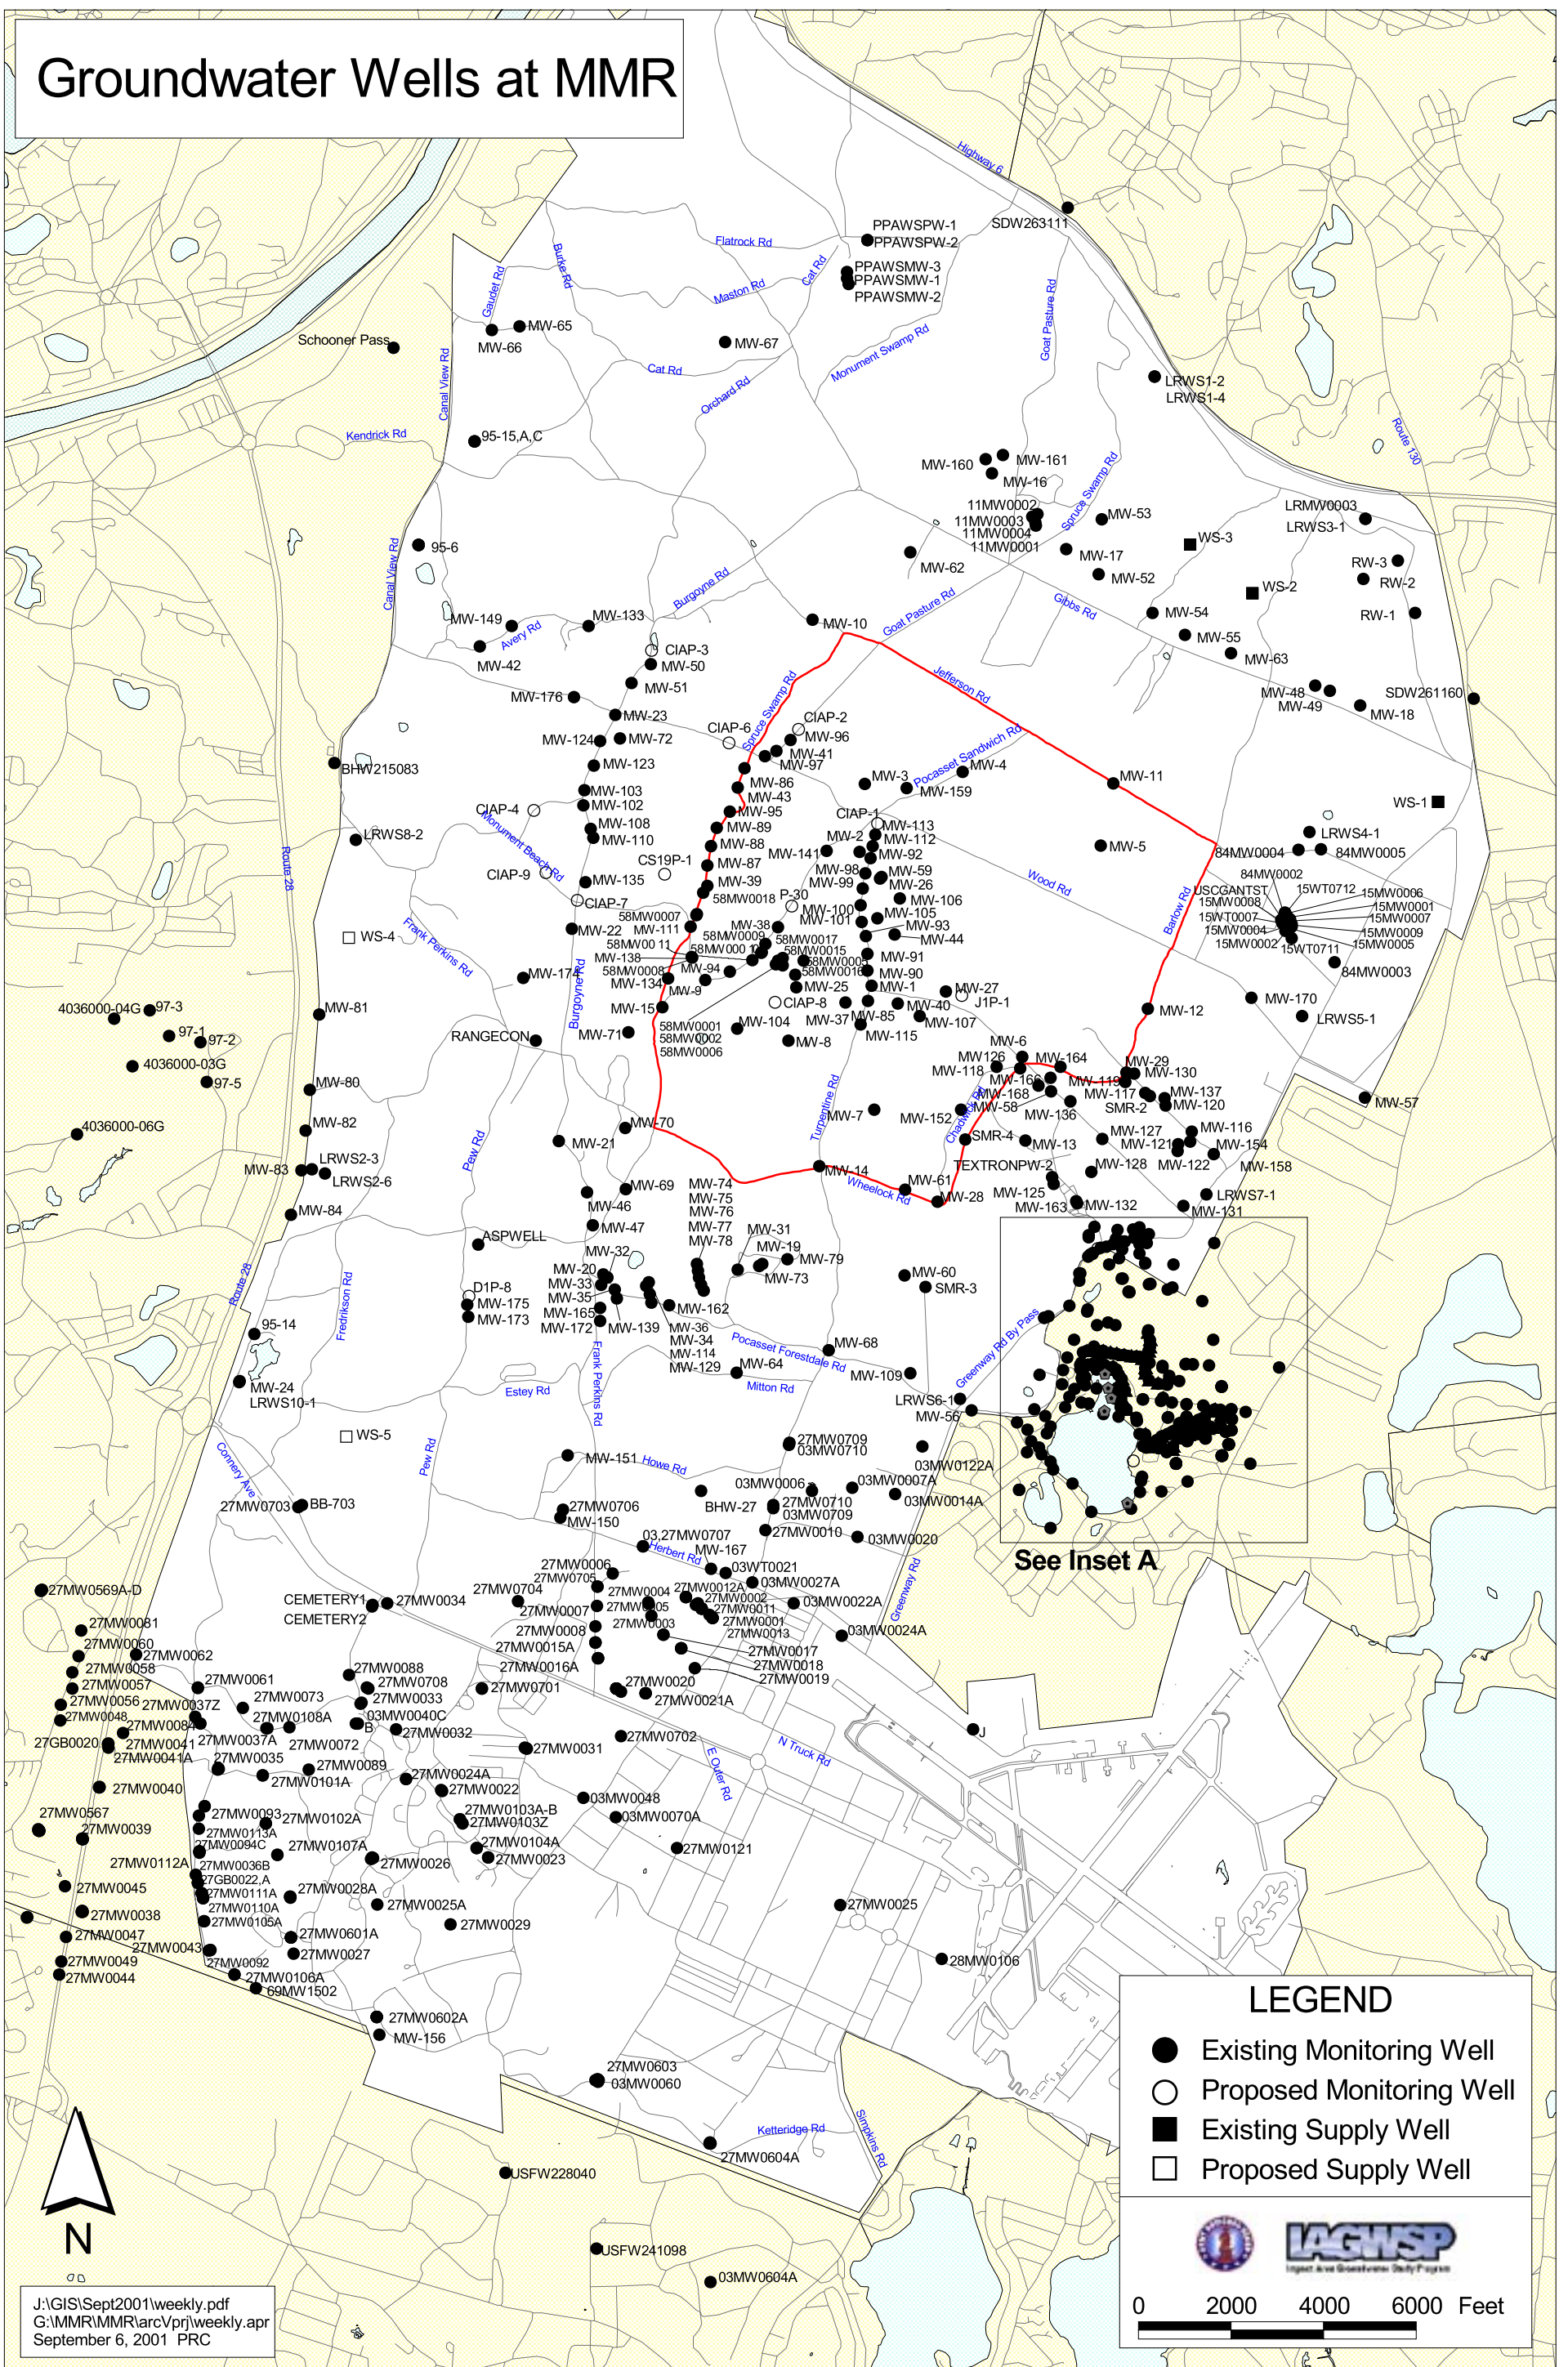 Groundwater Wells at MMR
Highway 6
SDW263111
PPAWSPW-1
PPAWSPW-2
Flatrock Rd
PPAWSMW-3
PPAWSMW-1
PPAWSMW-2
Cat Rd
Maston Rd
Burke Rd
Gaudet Rd
Goat Pasture Rd
MW-65
MW-66
Schooner Pass
MW-67
Monument Swamp Rd
Cat Rd
Orchard Rd
Canal View Rd
LRWS1-2
LRWS1-4
Kendrick Rd
95-15,A,C
Route 130
MW-160
MW-161
MW-16
Spruce Swamp Rd
11MW0002
11MW0003
11MW0004
11MW0001
MW-53
LRMW0003
LRWS3-1
WS-3
95-6
MW-17
MW-62
MW-52
RW-3
RW-2
WS-2
RW-1
Canal View Rd
Burgoyne Rd
Goat Pasture Rd
Gibbs Rd
MW-149
MW-133
Avery Rd
MW-10
MW-54
MW-55
MW-42
CIAP-3
MW-50
MW-63
MW-51
Jefferson Rd
MW-176
MW-48
MW-49
SDW261160
MW-18
MW-23
Spruce Swamp Rd
CIAP-6
CIAP-2
MW-96
MW-124
MW-72
MW-41
MW-97
Pocasset Sandwich Rd
MW-123
BHW215083
MW-86
MW-43
MW-3
MW-4
MW-159
MW-11
MW-103
MW-102
CIAP-4
Monument Beach Rd
MW-95
WS-1
MW-108
MW-110
MW-89
CIAP-1
MW-113
MW-112
LRWS8-2
MW-88
MW-2
MW-141
MW-92
MW-5
LRWS4-1
84MW0004
84MW0005
Route 28
CS19P-1
MW-87
MW-98
MW-59
CIAP-9
MW-135
MW-39
MW-99
MW-26
Wood Rd
84MW0002
USCGANTST
15MW0008
15WT0007
15MW0004
15MW0002
15WT0712
15MW0006
15MW0001
15MW0007
15MW0009
15MW0005
15WT0711
84MW0003
CIAP-7
58MW0018
P-30
MW-106
MW-100
MW-101
MW-105
58MW0007
MW-111
MW-38
MW-93
MW-44
Barlow Rd
Frank Perkins Rd
WS-4
MW-22
58MW0009
58MW0017
58MW00 11
58MW0015
MW-138
58MW0005
MW-91
58MW0008
MW-94
58MW0016
MW-90
MW-174
MW-134
MW-9
MW-25
MW-1
MW-27
J1P-1
MW-170
MW-15
CIAP-8
MW-40
MW-12
LRWS5-1
4036000-04G
97-3
MW-81
Burgoyne Rd
MW-37
MW-85
MW-107
97-1
97-2
RANGECON
MW-71
58MW0001
58MW0002
58MW0006
MW-104
MW-8
MW-115
4036000-03G
97-5
MW-6
MW126
MW-118
MW-164
MW-29
MW-130
MW-80
MW-166
MW-168
MW-119
MW-117
MW-137
SMR-2
MW-120
MW-57
Turpentine Rd
MW-7
MW-152
MW-58
MW-136
Chadwick Rd
4036000-06G
MW-82
MW-70
MW-21
SMR-4
MW-13
MW-127
MW-116
MW-121
MW-154
MW-122
MW-158
Pew Rd
MW-83
LRWS2-3
LRWS2-6
MW-14
TEXTRONPW-2
MW-128
Wheelock Rd
MW-61
MW-28
MW-125
MW-163
MW-132
LRWS7-1
MW-131
MW-69
MW-46
MW-74
MW-75
MW-76
MW-77
MW-78
MW-84
MW-47
MW-31
MW-19
MW-79
MW-73
ASPWELL
MW-32
MW-20
MW-33
MW-35
MW-165
MW-172
MW-139
MW-162
MW-36
MW-34
MW-114
MW-129
MW-60
SMR-3
Route 28
Fredrikson Rd
D1P-8
MW-175
MW-173
95-14
Greenway Rd By Pass
Pocasset Forestdale Rd
MW-68
MW-64
MW-109
Mitton Rd
Frank Perkins Rd
Estey Rd
MW-24
LRWS10-1
LRWS6-1
MW-56
WS-5
Connery Ave
Pew Rd
27MW0709
03MW0710
MW-151
Howe Rd
03MW0122A
03MW0006
03MW0007A
03MW0014A
BHW-27
27MW0710
03MW0709
27MW0703
BB-703
27MW0706
MW-150
27MW0010
03MW0020
03,27MW0707
Herbert Rd
MW-167
See Inset A
03WT0021
27MW0006
27MW0705
03MW0027A
Greenway Rd
27MW0569A-D
CEMETERY1
CEMETERY2
27MW0034
27MW0704
27MW0004
27MW0012A
27MW0002
03MW0022A
27MW0007
27MW0003
27MW0011
27MW0001
27MW0013
27MW0081
27MW0008
03MW0024A
27MW0060
27MW0062
27MW0015A
27MW0017
27MW0058
27MW0088
27MW0016A
27MW0018
27MW0057
27MW0061
27MW0708
27MW0701
27MW0020
27MW0019
27MW0056
27MW0037Z
27MW0073
27MW0033
27MW0021A
27MW0048
27MW0084
27MW0108A
03MW0040C
B
27MW0032
J
27GB0020
27MW0041
27MW0041A
27MW0037A
27MW0072
27MW0702
N Truck Rd
27MW0035
27MW0089
27MW0031
E Outer Rd
27MW0040
27MW0101A
27MW0024A
27MW0022
03MW0048
27MW0567
27MW0039
27MW0093
27MW0102A
27MW0103A-B
27MW0103Z
03MW0070A
27MW0113A
27MW0094C
27MW0107A
27MW0104A
27MW0121
27MW0112A
27MW0036B
27MW0026
27MW0023
27GB0022,A
27MW0045
27MW0111A
27MW0028A
27MW0110A
27MW0025A
27MW0025
27MW0038
27MW0105A
27MW0029
27MW0047
27MW0043
27MW0601A
27MW0049
27MW0092
27MW0027
28MW0106
27MW0044
27MW0106A
69MW1502
27MW0602A
MW-156
27MW0603
03MW0060
Ketteridge Rd
Simpkins Rd
27MW0604A
USFW228040
USFW241098
03MW0604A
N
LEGEND
Existing Monitoring Well
Proposed Monitoring Well
Existing Supply Well
Proposed Supply Well
IAGWSP
Impact Area Groundwater Study Program
0 2000 4000 6000 Feet
J:\GIS\Sept2001\weekly.pdf
G:\MMR\MMR\arcVprj\weekly.apr
September 6, 2001 PRC